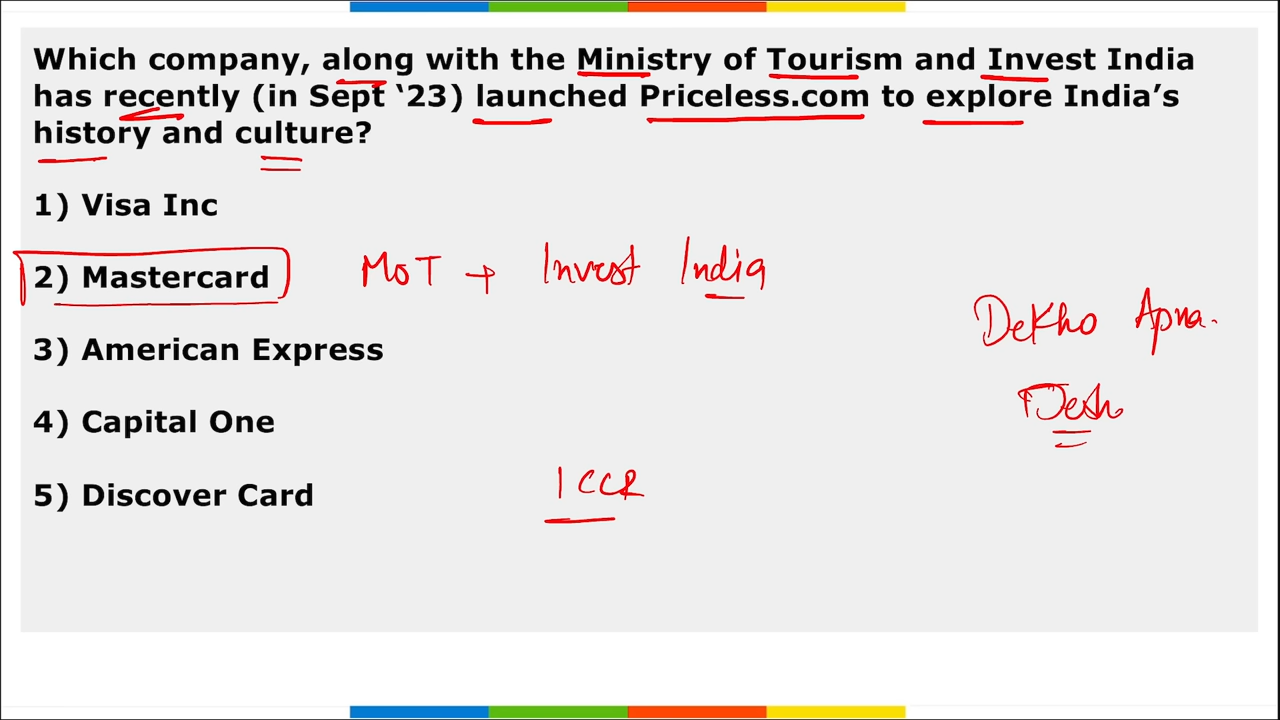 Which company, along with the Ministry of Tourism and Invest India
has recently (in Sept ‘23) launched Priceless.com to explore India’s
history and culture?
1) Visa Inc
2) Mastercard MoT + Invest India
Dekho Apna
Desh
3) American Express
4) Capital One
5) Discover Card ICCR